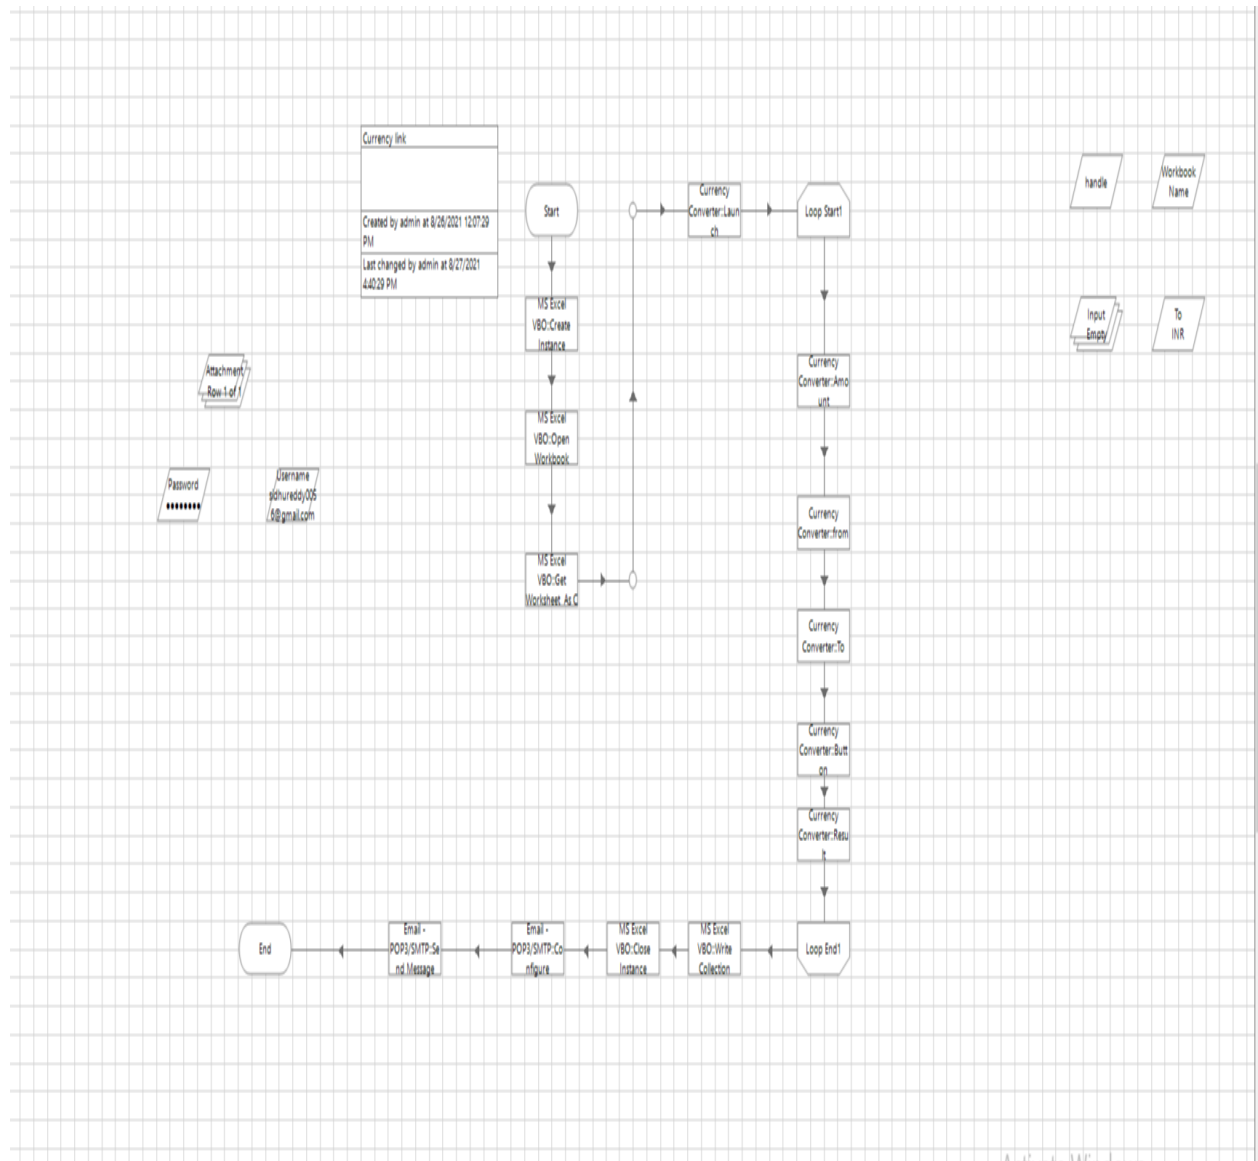 Currency link
Created by admin at 8/26/2021 12:07:29
PM
Last changed by admin at 8/27/2021
4:40:29 PM
Start
MS Excel
VBO::Create
Instance
MS Excel
VBO::Open
Workbook
MS Excel
VBO::Get
Worksheet As C
Currency
Converter::Laun
ch
Loop Start1
Currency
Converter::Amo
unt
Currency
Converter::from
Currency
Converter::To
Currency
Converter::Butt
on
Currency
Converter::Resu
lt
Loop End1
MS Excel
VBO::Write
Collection
MS Excel
VBO::Close
Instance
Email -
POP3/SMTP::Co
nfigure
Email -
POP3/SMTP::Se
nd Message
End
handle
Workbook
Name
Input
Empty
To
INR
Attachment
Row 1 of 1
Password
••••••••
Username
sidhureddy005
6@gmail.com